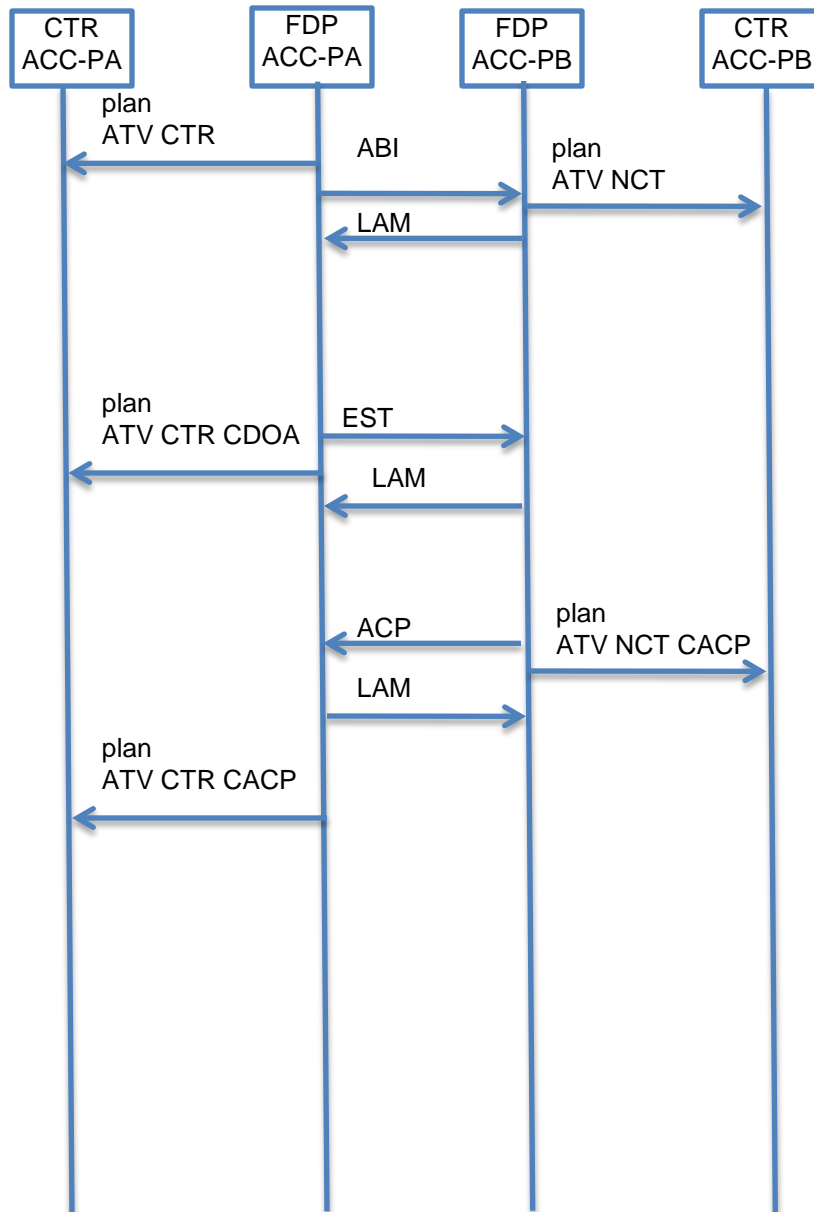 CTR
ACC-PA
FDP
ACC-PA
FDP
ACC-PB
CTR
ACC-PB
plan
ATV CTR
ABI
plan
ATV NCT
LAM
plan
ATV CTR CDOA
EST
LAM
ACP
plan
ATV NCT CACP
LAM
plan
ATV CTR CACP